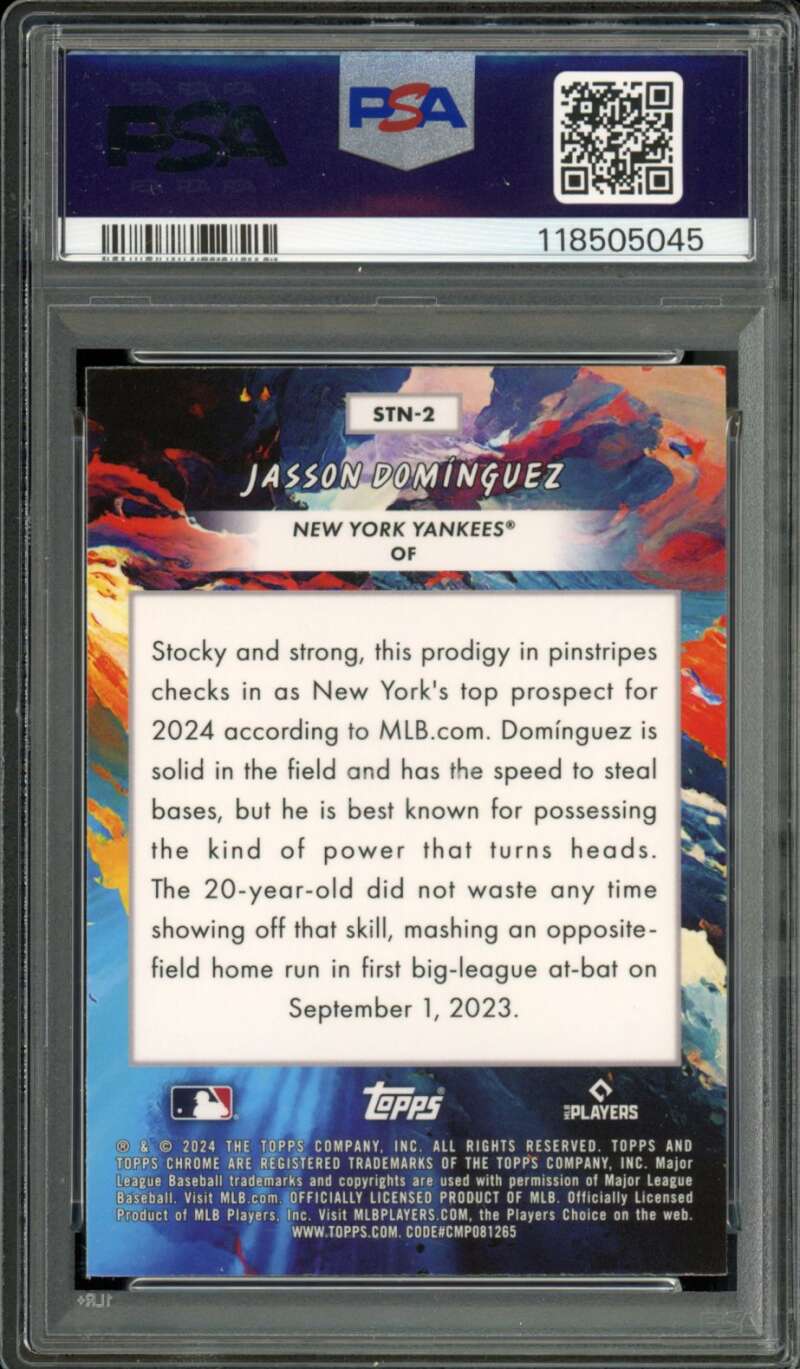 PSA
PSA
118505045
STN-2
JASSON DOMÍNGUEZ
NEW YORK YANKEES®
OF
Stocky and strong, this prodigy in pinstripes
checks in as New York's top prospect for
2024 according to MLB.com. Domínguez is
solid in the field and has the speed to steal
bases, but he is best known for possessing
the kind of power that turns heads.
The 20-year-old did not waste any time
showing off that skill, mashing an opposite-
field home run in first big-league at-bat on
September 1, 2023.
TOPPS®
MLB PLAYERS
® & © 2024 THE TOPPS COMPANY, INC. ALL RIGHTS RESERVED. TOPPS AND
TOPPS CHROME ARE REGISTERED TRADEMARKS OF THE TOPPS COMPANY, INC. Major
League Baseball trademarks and copyrights are used with permission of Major League
Baseball. Visit MLB.com. OFFICIALLY LICENSED PRODUCT OF MLB. Officially Licensed
Product of MLB Players, Inc. Visit MLBPLAYERS.COM, the Players Choice on the web.
WWW.TOPPS.COM. CODE#CMP081265